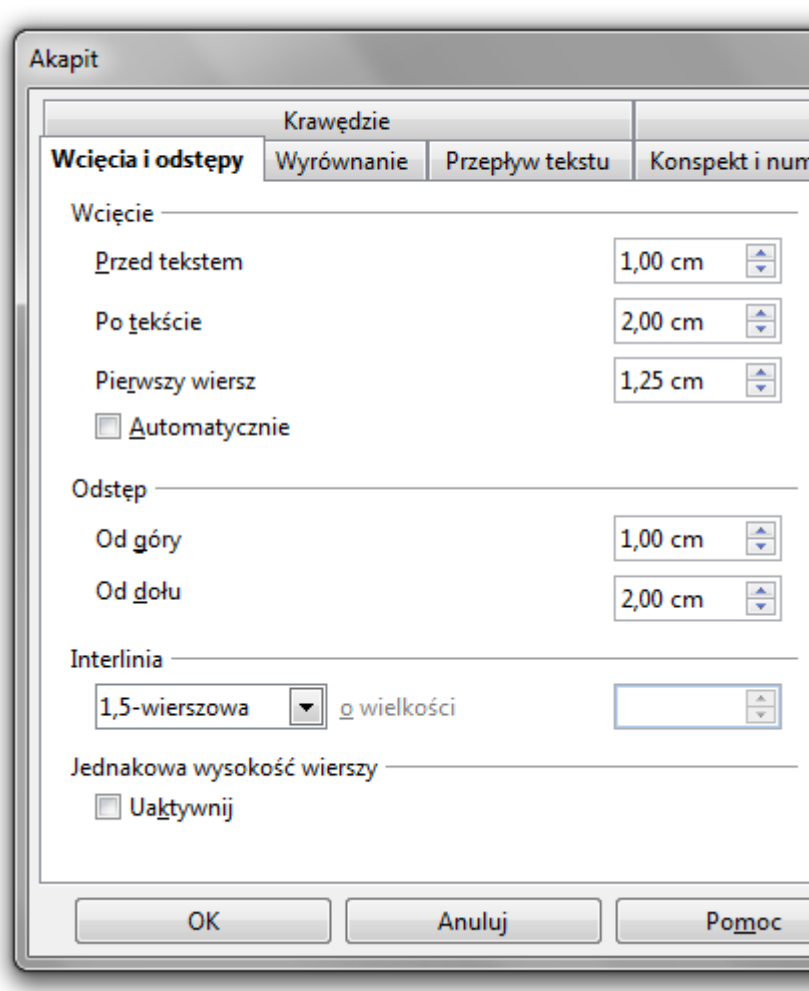 Akapit
Krawędzie
Wcięcia i odstępy Wyrównanie Przepływ tekstu Konspekt i num
Wcięcie
Przed tekstem 1,00 cm
Po tekście 2,00 cm
Pierwszy wiersz 1,25 cm
Automatycznie
Odstęp
Od góry 1,00 cm
Od dołu 2,00 cm
Interlinia
1,5-wierszowa o wielkości
Jednakowa wysokość wierszy
Uaktywnij
OK Anuluj Pomoc